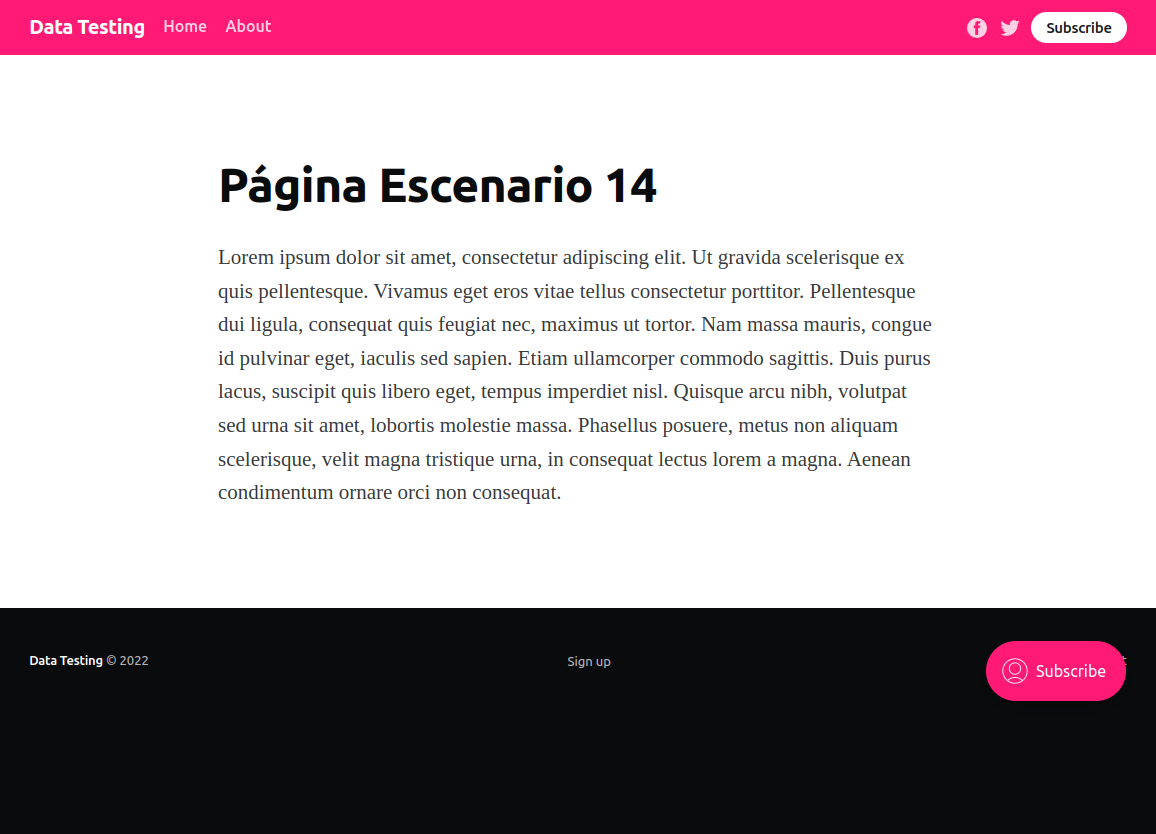 Data Testing Home About Subscribe
Página Escenario 14
Lorem ipsum dolor sit amet, consectetur adipiscing elit. Ut gravida scelerisque ex
quis pellentesque. Vivamus eget eros vitae tellus consectetur porttitor. Pellentesque
dui ligula, consequat quis feugiat nec, maximus ut tortor. Nam massa mauris, congue
id pulvinar eget, iaculis sed sapien. Etiam ullamcorper commodo sagittis. Duis purus
lacus, suscipit quis libero eget, tempus imperdiet nisl. Quisque arcu nibh, volutpat
sed urna sit amet, lobortis molestie massa. Phasellus posuere, metus non aliquam
scelerisque, velit magna tristique urna, in consequat lectus lorem a magna. Aenean
condimentum ornare orci non consequat.
Data Testing © 2022 Sign up Subscribe